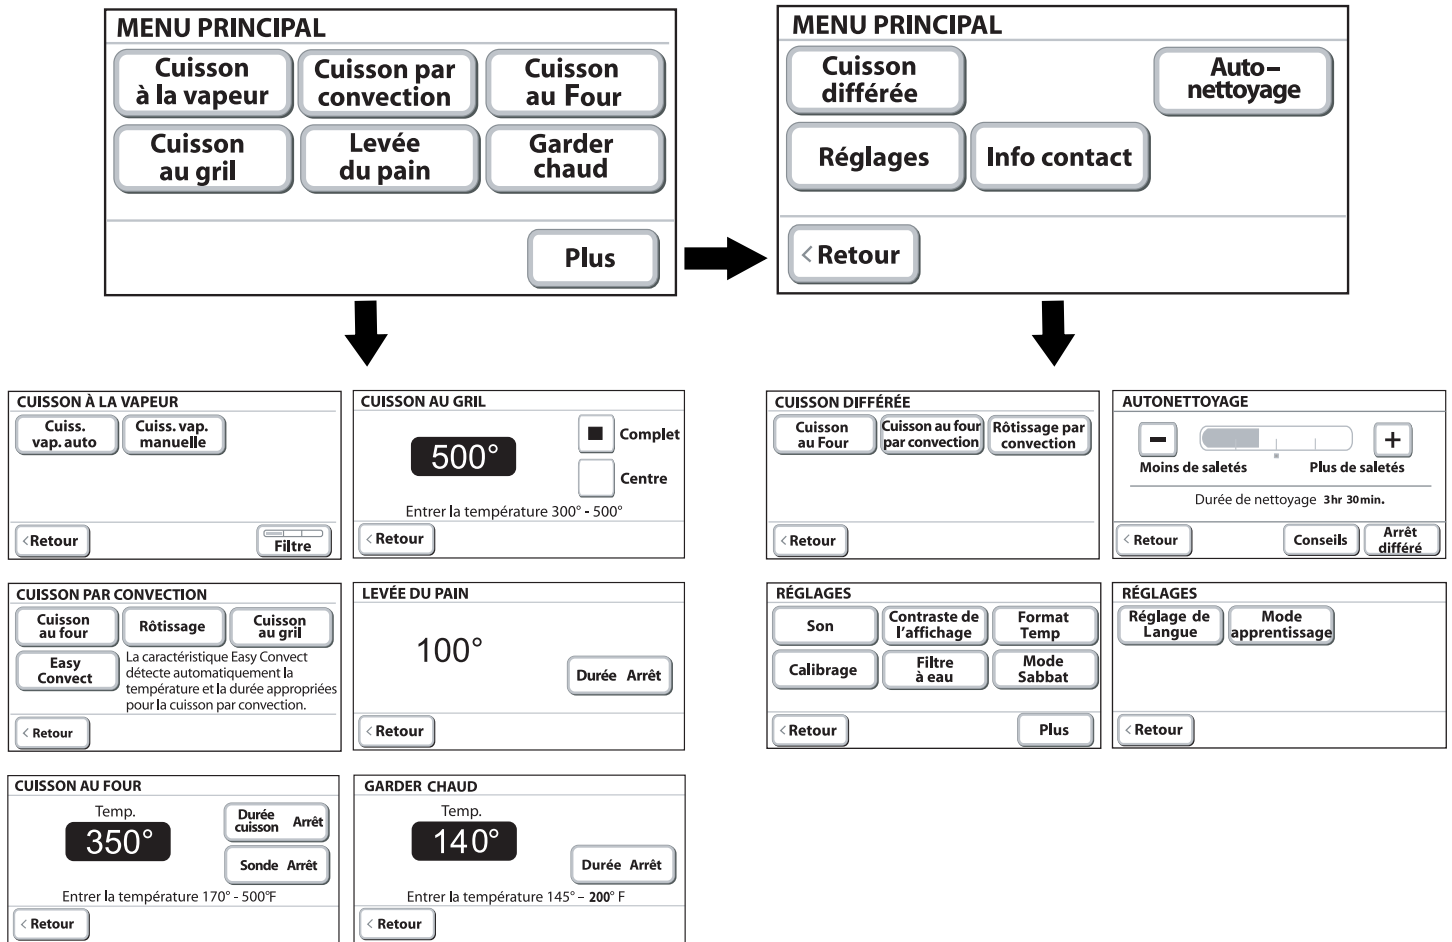 MENU PRINCIPAL
Cuisson
à la vapeur
Cuisson par
convection
Cuisson
au Four
Cuisson
au gril
Levée
du pain
Garder
chaud
Plus
MENU PRINCIPAL
Cuisson
différée
Auto–
nettoyage
Réglages
Info contact
< Retour
CUISSON À LA VAPEUR
Cuiss.
vap. auto
Cuiss. vap.
manuelle
<Retour
Filtre
CUISSON AU GRIL
500°
Complet
Centre
Entrer la température 300° - 500°
< Retour
CUISSON PAR CONVECTION
Cuisson
au four
Rôtissage
Cuisson
au gril
Easy
Convect
La caractéristique Easy Convect
détecte automatiquement la
température et la durée appropriées
pour la cuisson par convection.
< Retour
LEVÉE DU PAIN
100°
Durée Arrêt
< Retour
CUISSON AU FOUR
Temp.
350°
Durée
cuisson Arrêt
Sonde Arrêt
Entrer la température 170° - 500°F
< Retour
GARDER CHAUD
Temp.
140°
Durée Arrêt
Entrer la température 145° – 200° F
< Retour
CUISSON DIFFÉRÉE
Cuisson
au Four
Cuisson au four
par convection
Rôtissage par
convection
< Retour
AUTONETTOYAGE
–
+
Moins de saletés
Plus de saletés
Durée de nettoyage 3hr 30min.
< Retour
Conseils
Arrêt
différé
RÉGLAGES
Son
Contraste de
l'affichage
Format
Temp
Calibrage
Filtre
à eau
Mode
Sabbat
< Retour
Plus
RÉGLAGES
Réglage de
Langue
Mode
apprentissage
< Retour